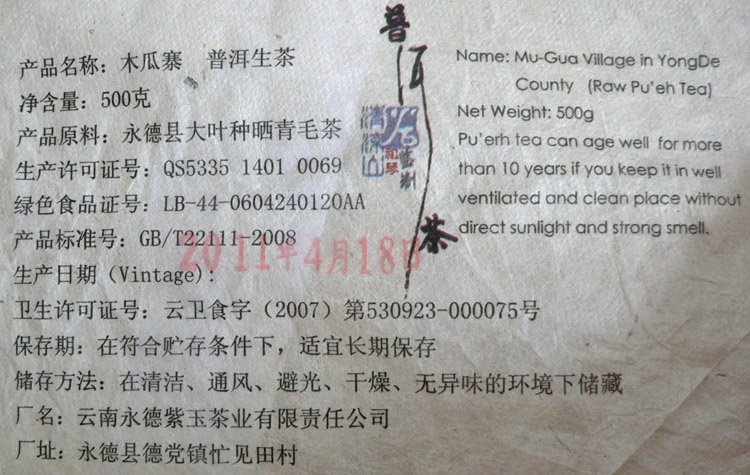 产品名称：木瓜寨 普洱生茶
净含量：500克
产品原料：永德县大叶种晒青毛茶
生产许可证号：QS5335 1401 0069
绿色食品证号：LB-44-0604240120AA
产品标准号：GB/T22111-2008
2011年4月18日
生产日期（Vintage）：
卫生许可证号：云卫食字（2007）第530923-000075号
保存期：在符合贮存条件下，适宜长期保存
储存方法：在清洁、通风、避光、干燥、无异味的环境下储藏
厂名：云南永德紫玉茶业有限责任公司
厂址：永德县德党镇忙见田村
普洱茶
Name: Mu-Gua Village in YongDe
County (Raw Pu'eh Tea)
Net Weight: 500g
Pu'erh tea can age well for more
than 10 years if you keep it in well
ventilated and clean place without
direct sunlight and strong smell.